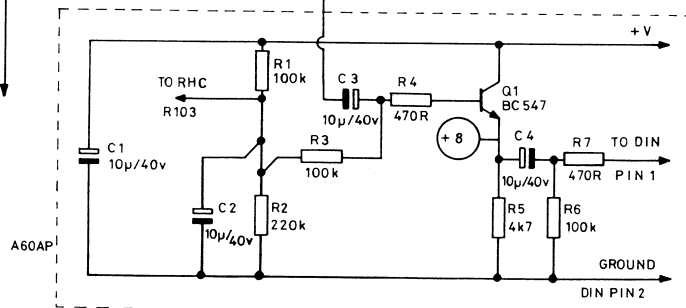 +V
R1
100k
TO RHC
R103
C3
10µ/40v
R4
470R
Q1
BC547
+8
C1
10µ/40v
R3
100k
C4
10µ/40v
R7
470R
TO DIN
PIN 1
C2
10µ/40v
R2
220k
R5
4k7
R6
100k
A60AP
GROUND
DIN PIN 2